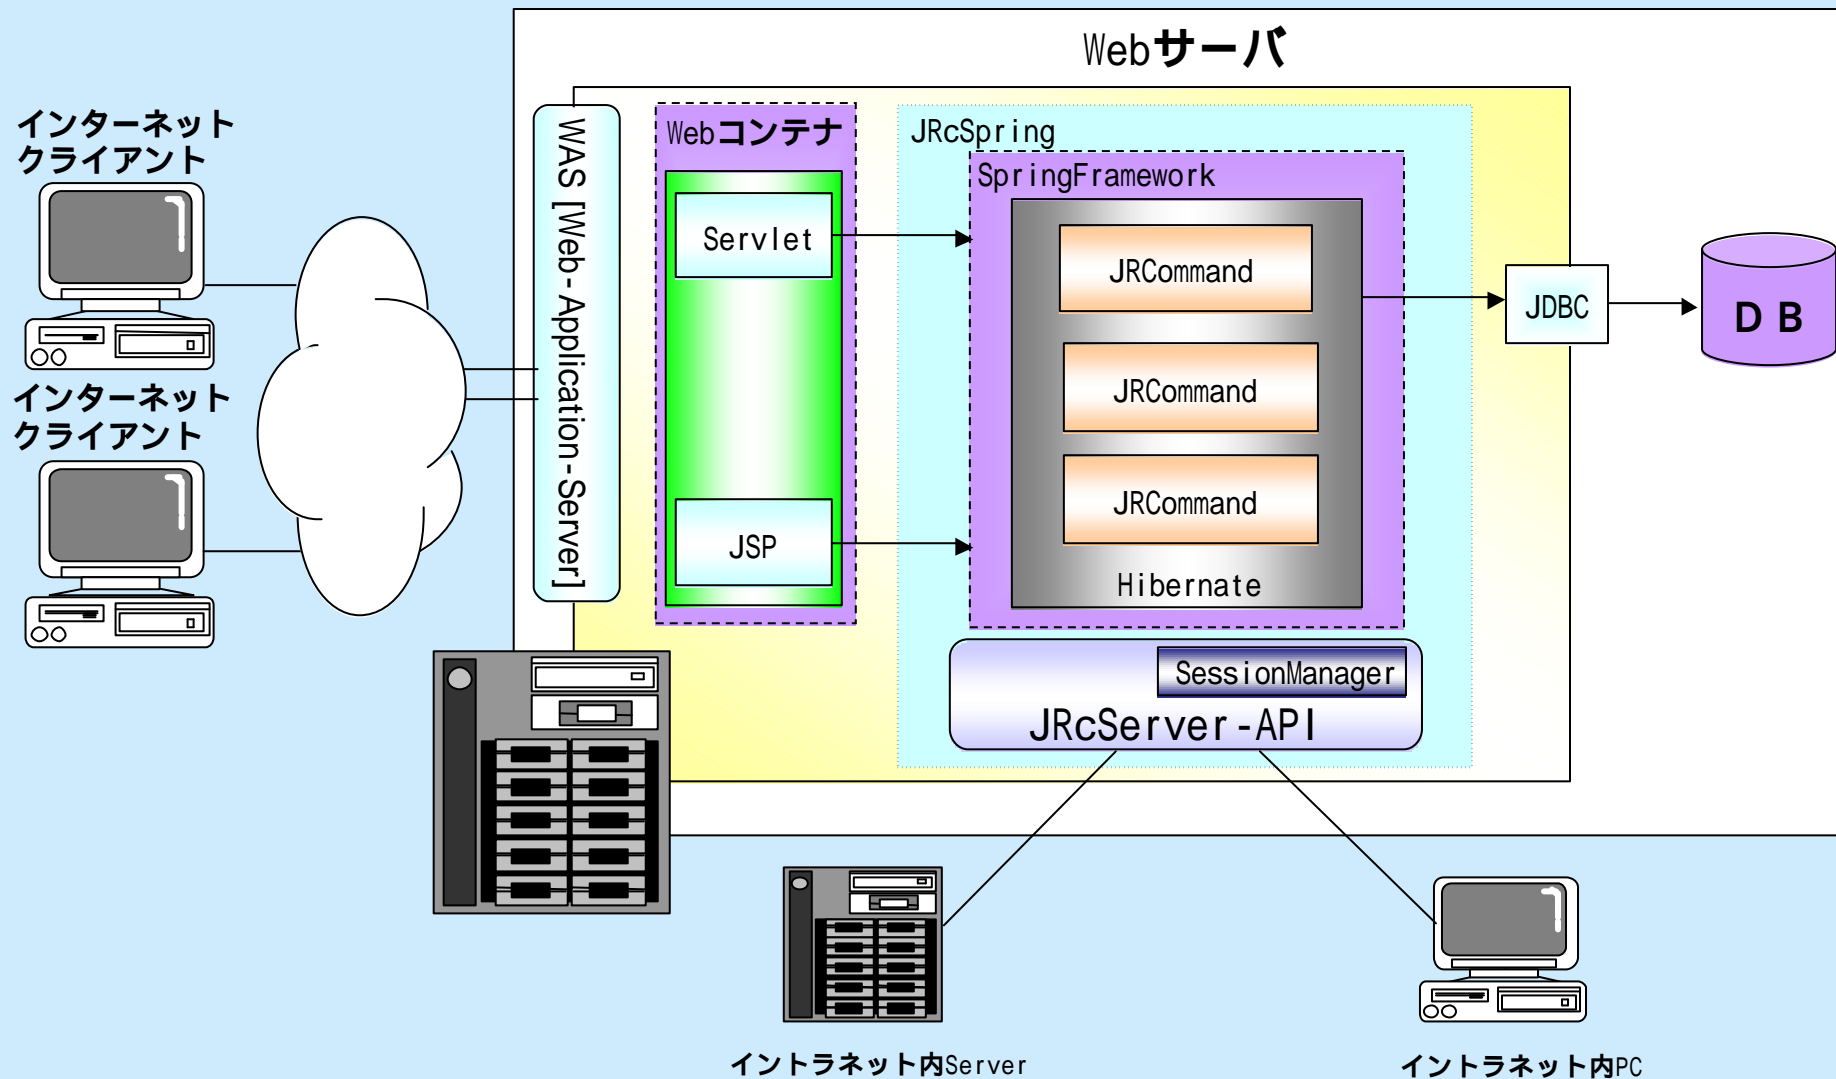 Webサーバ
インターネット
クライアント
インターネット
クライアント
WAS [Web-Application-Server]
Webコンテナ
Servlet
JSP
JRcSpring
SpringFramework
JRCommand
JRCommand
JRCommand
Hibernate
SessionManager
JRcServer-API
JDBC
ＤＢ
イントラネット内Server
イントラネット内PC